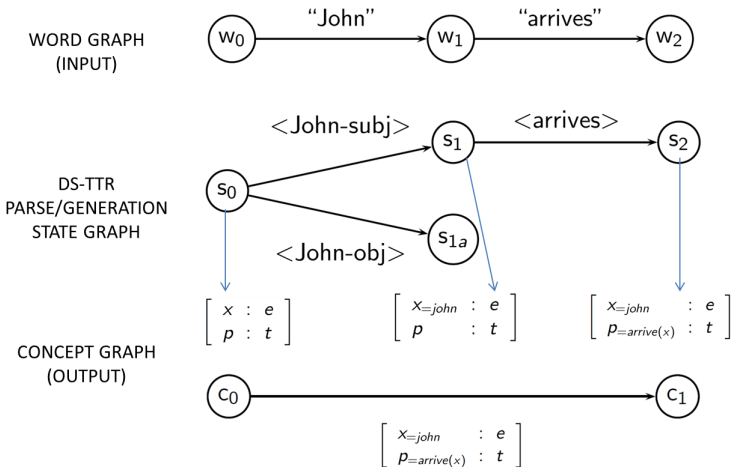 WORD GRAPH
(INPUT)
w0 "John" w1 "arrives" w2
DS-TTR
PARSE/GENERATION
STATE GRAPH
s0 <John-subj> s1 <arrives> s2
<John-obj> s1a
[ x : e
p : t ]
[ x=john : e
p : t ]
[ x=john : e
p=arrive(x) : t ]
CONCEPT GRAPH
(OUTPUT)
c0 c1
[ x=john : e
p=arrive(x) : t ]